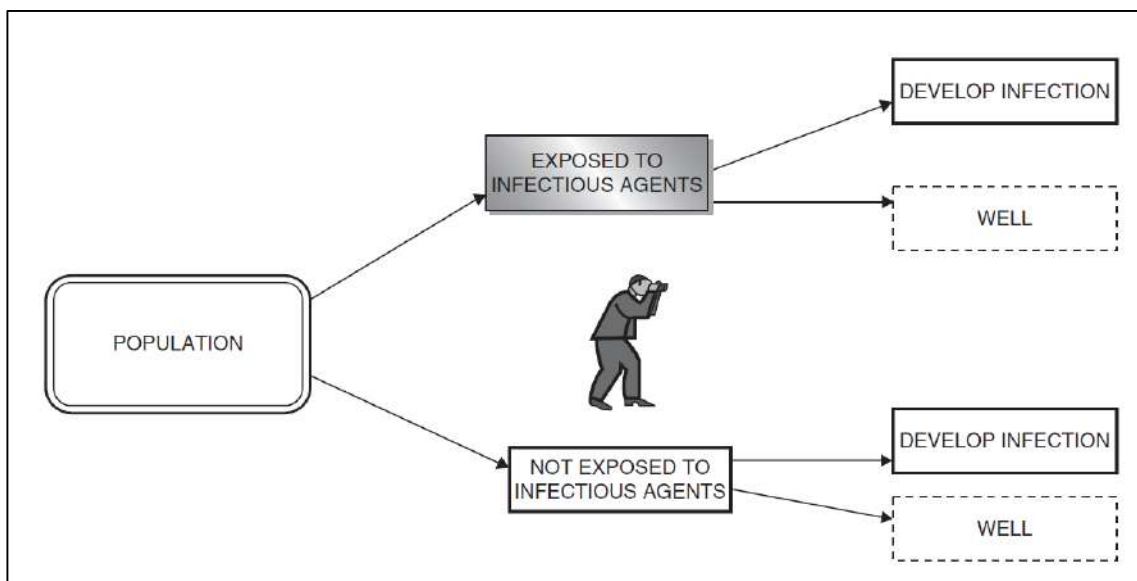 DEVELOP INFECTION
EXPOSED TO
INFECTIOUS AGENTS
WELL
POPULATION
DEVELOP INFECTION
NOT EXPOSED TO
INFECTIOUS AGENTS
WELL